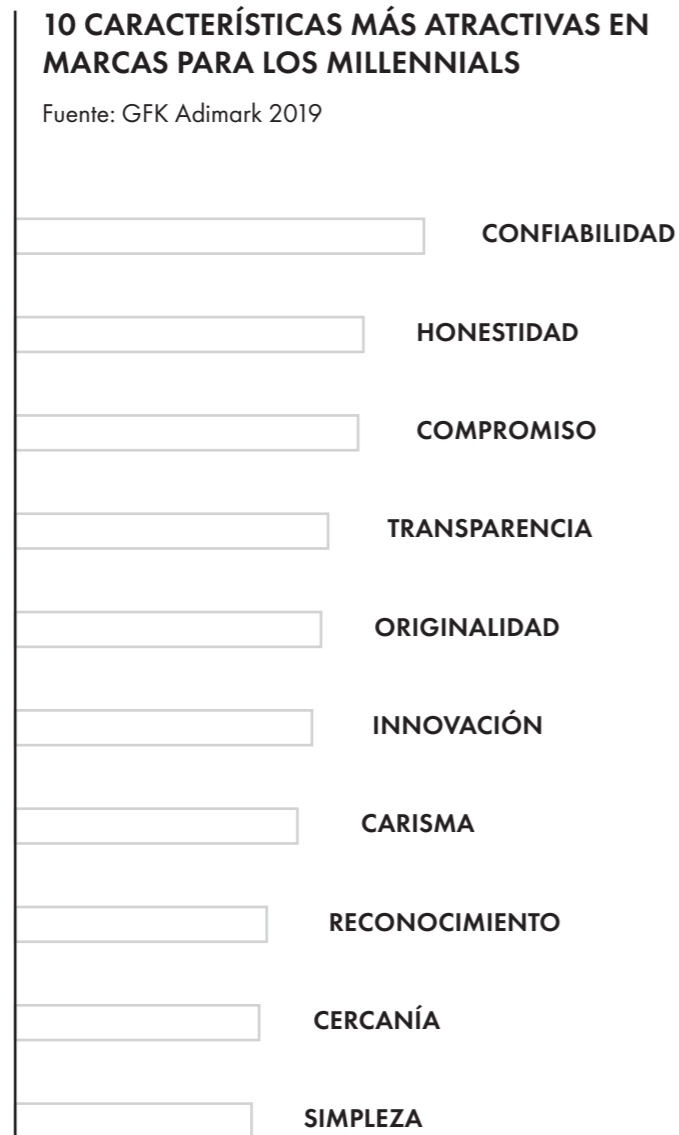 10 CARACTERÍSTICAS MÁS ATRACTIVAS EN
MARCAS PARA LOS MILLENNIALS
Fuente: GFK Adimark 2019
CONFIABILIDAD
HONESTIDAD
COMPROMISO
TRANSPARENCIA
ORIGINALIDAD
INNOVACIÓN
CARISMA
RECONOCIMIENTO
CERCANÍA
SIMPLEZA